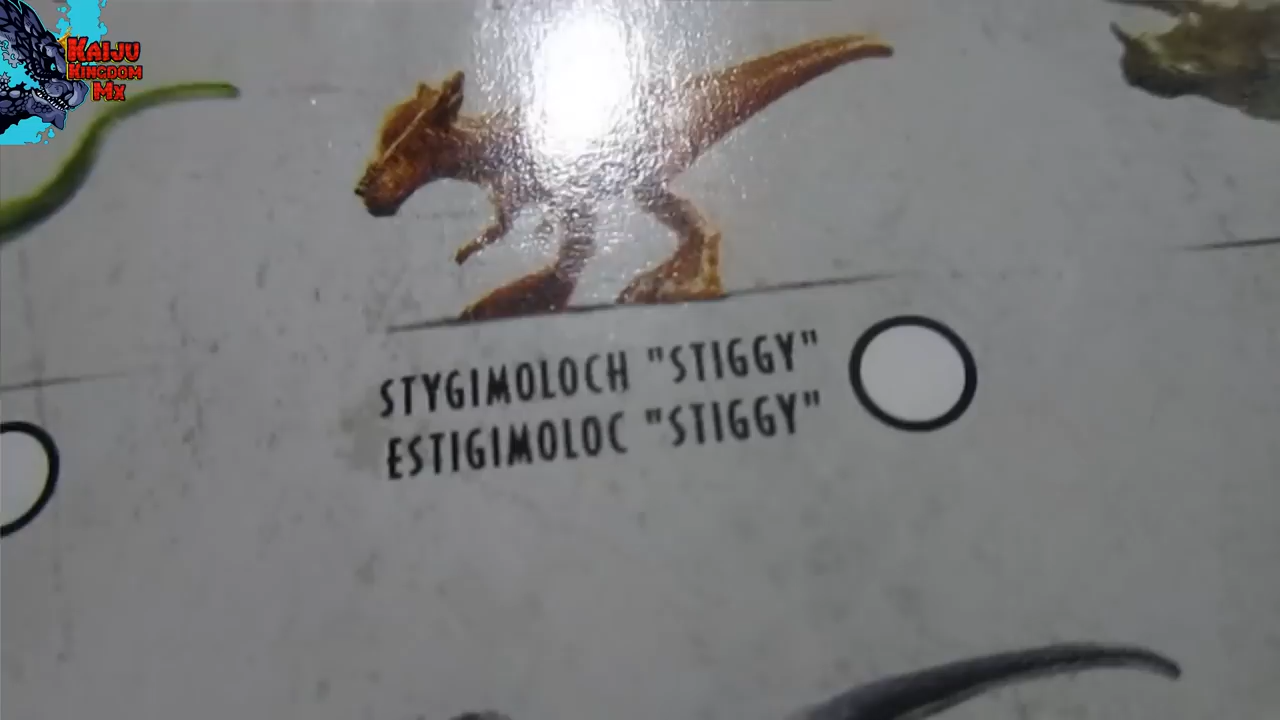 KAIJU
KINGDOM
MX
STYGIMOLOCH "STIGGY"
ESTIGIMOLOC "STIGGY"